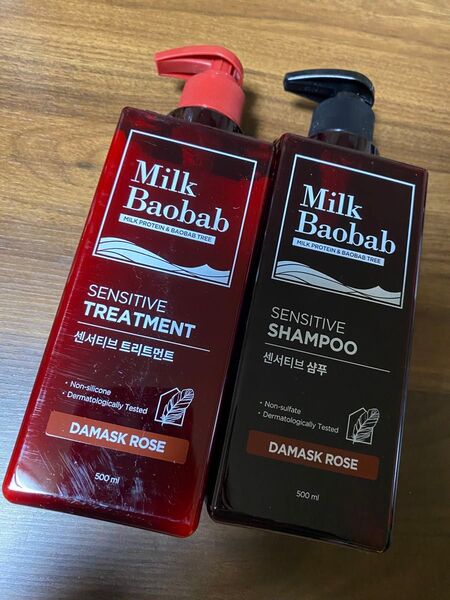 Milk
Baobab
MILK PROTEIN & BAOBAB TREE
SENSITIVE
TREATMENT
센서티브 트리트먼트
• Non-silicone
• Dermatologically Tested
DAMASK ROSE
500 ml
Milk
Baobab
MILK PROTEIN & BAOBAB TREE
SENSITIVE
SHAMPOO
센서티브 샴푸
• Non-sulfate
• Dermatologically Tested
DAMASK ROSE
500 ml